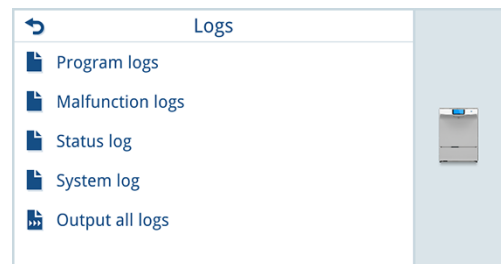 Logs
Program logs
Malfunction logs
Status log
System log
Output all logs